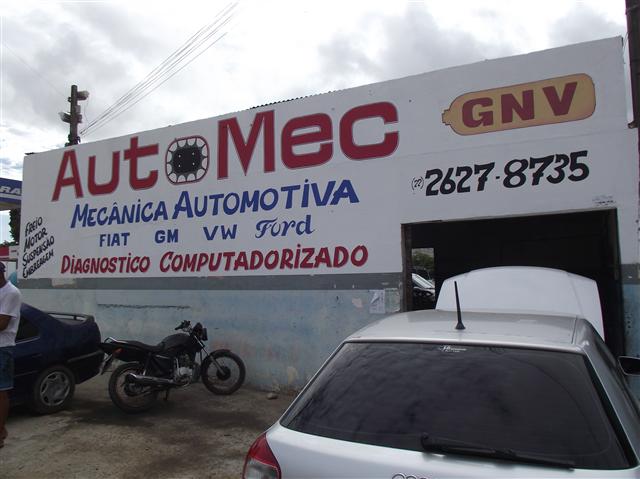 AutoMec
GNV
(22) 2627-8735
MECÂNICA AUTOMOTIVA
FIAT GM VW Ford
DIAGNOSTICO COMPUTADORIZADO
FREIO
MOTOR
SUSPENSÃO
EMBREAGEM